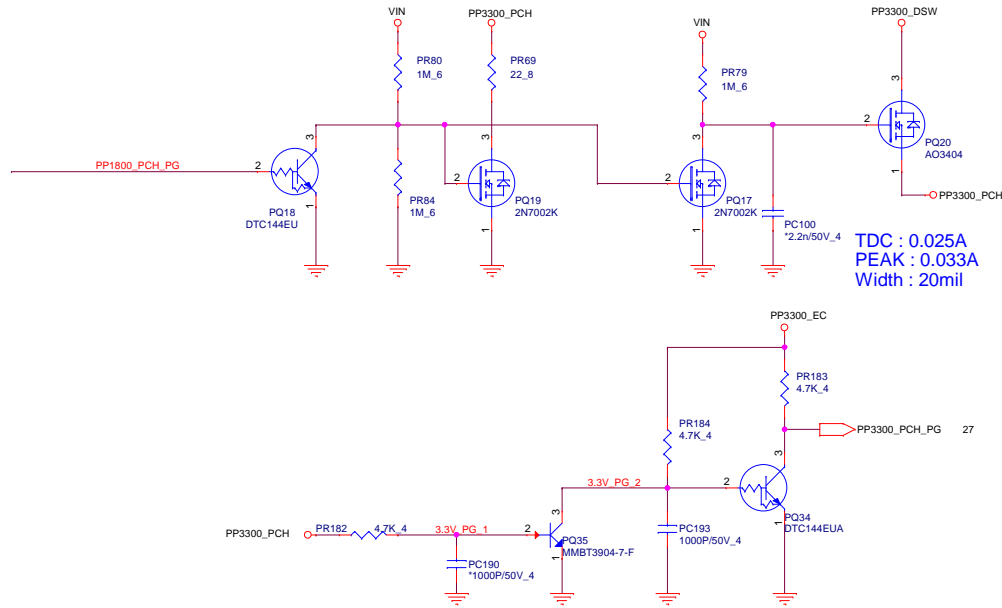 VIN
PP3300_PCH
VIN
PP3300_DSW
PR80
1M_6
PR69
22_8
PR79
1M_6
3
3
3
3
2
PQ20
AO3404
1
PP3300_PCH
PP1800_PCH_PG
2
PQ18
DTC144EU
1
PR84
1M_6
2
PQ19
2N7002K
1
2
PQ17
2N7002K
1
PC100
*2.2n/50V_4
TDC : 0.025A
PEAK : 0.033A
Width : 20mil
PP3300_EC
PR183
4.7K_4
PR184
4.7K_4
PP3300_PCH_PG 27
3
3.3V_PG_2
2
PQ34
DTC144EUA
1
PP3300_PCH
PR182 4.7K_4
3.3V_PG_1
2
3
PQ35
MMBT3904-7-F
1
PC193
1000P/50V_4
PC190
*1000P/50V_4